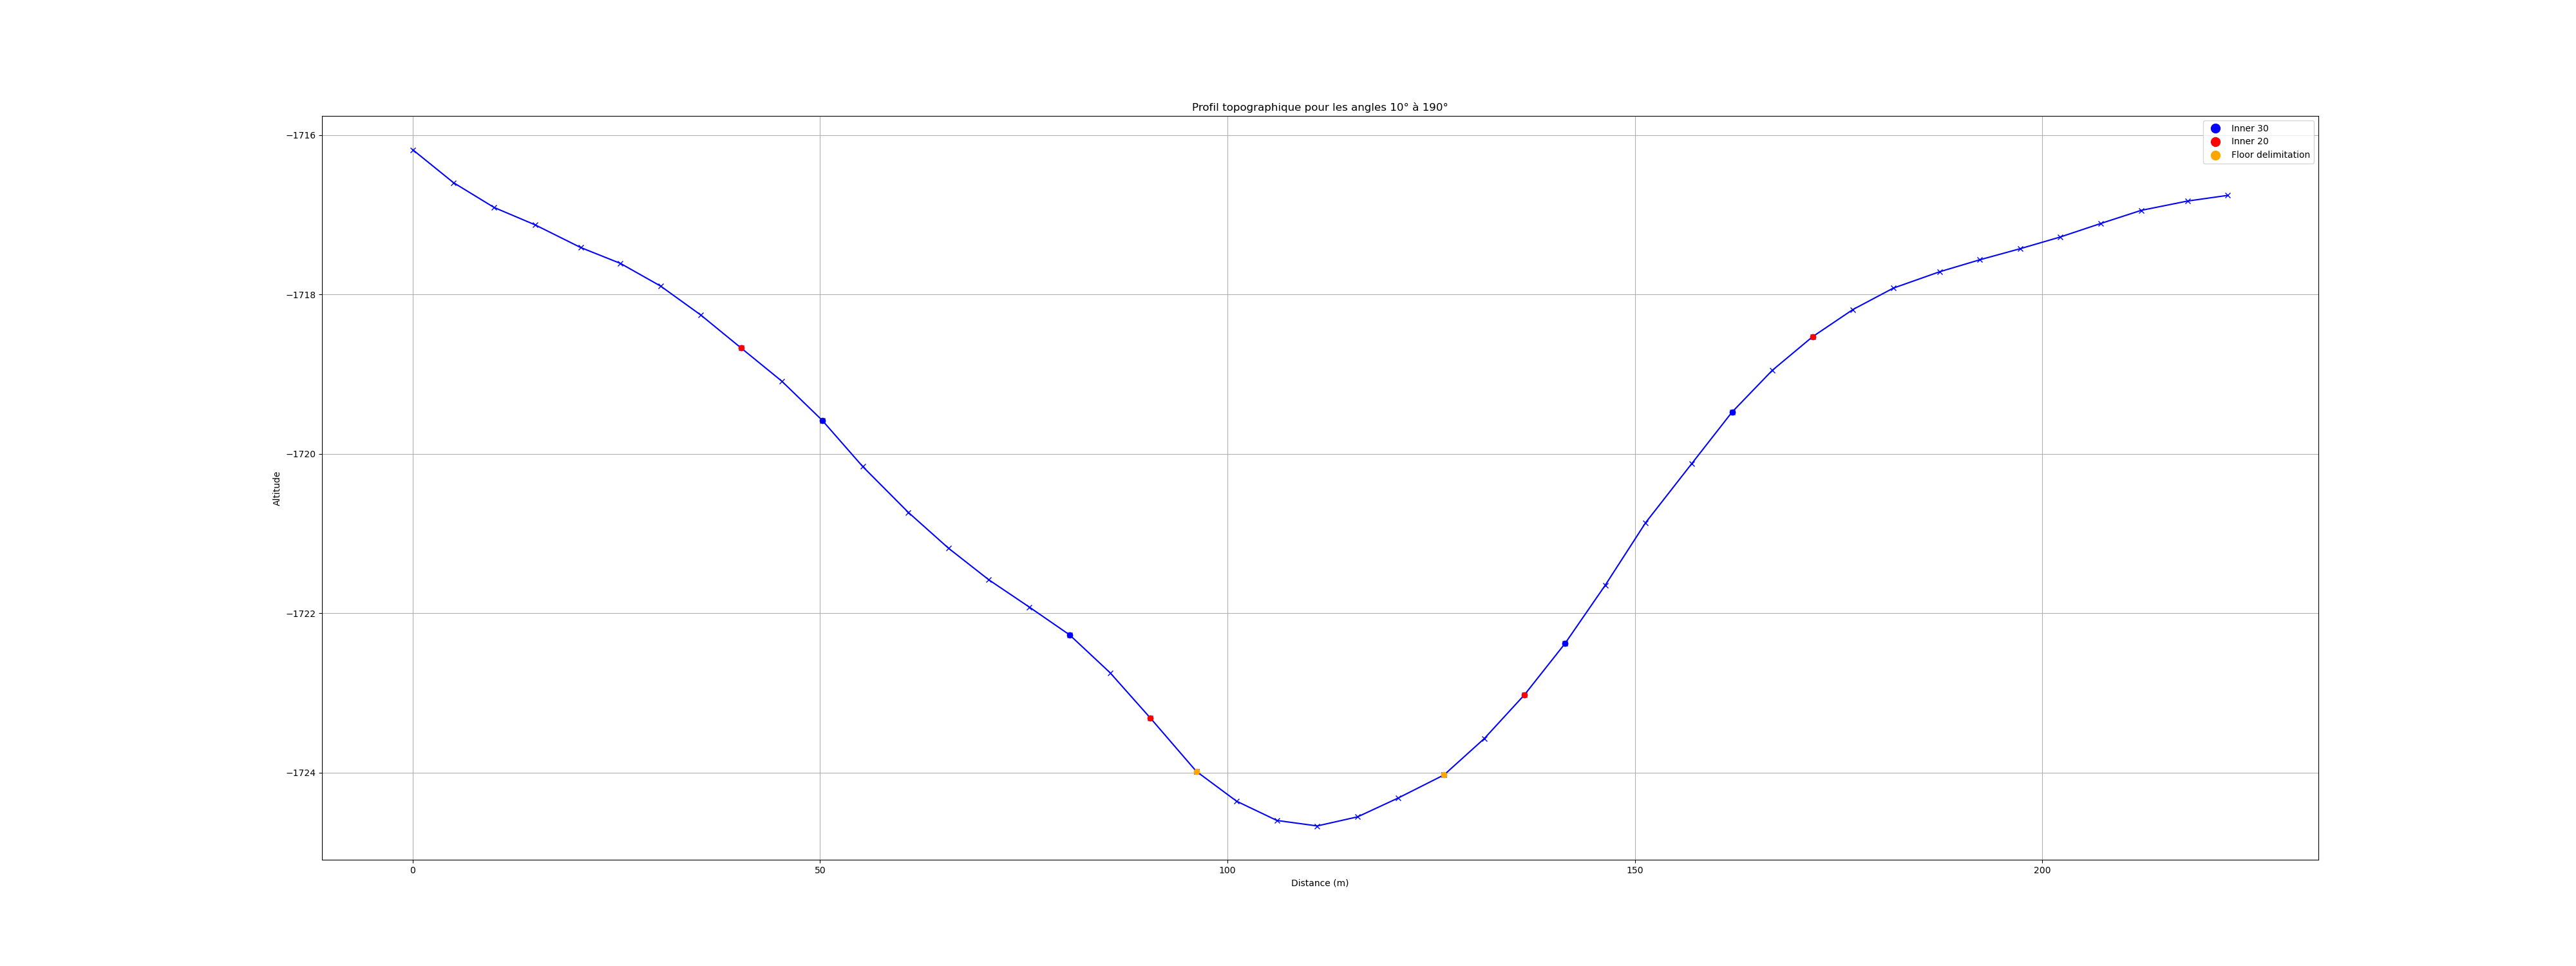 Profil topographique pour les angles 10° à 190°
Inner 30
Inner 20
Floor delimitation
Altitude
−1716
−1718
−1720
−1722
−1724
0
50
100
150
200
Distance (m)